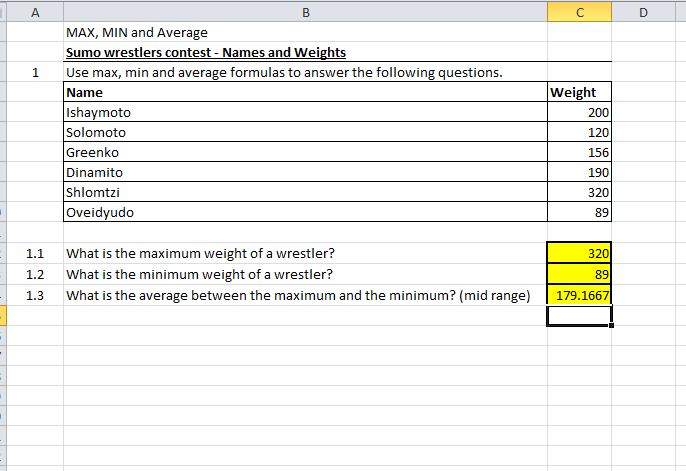 A B C D
MAX, MIN and Average
Sumo wrestlers contest - Names and Weights
1 Use max, min and average formulas to answer the following questions.
Name Weight
Ishaymoto 200
Solomoto 120
Greenko 156
Dinamito 190
Shlomtzi 320
Oveidyudo 89
1.1 What is the maximum weight of a wrestler? 320
1.2 What is the minimum weight of a wrestler? 89
1.3 What is the average between the maximum and the minimum? (mid range) 179.1667